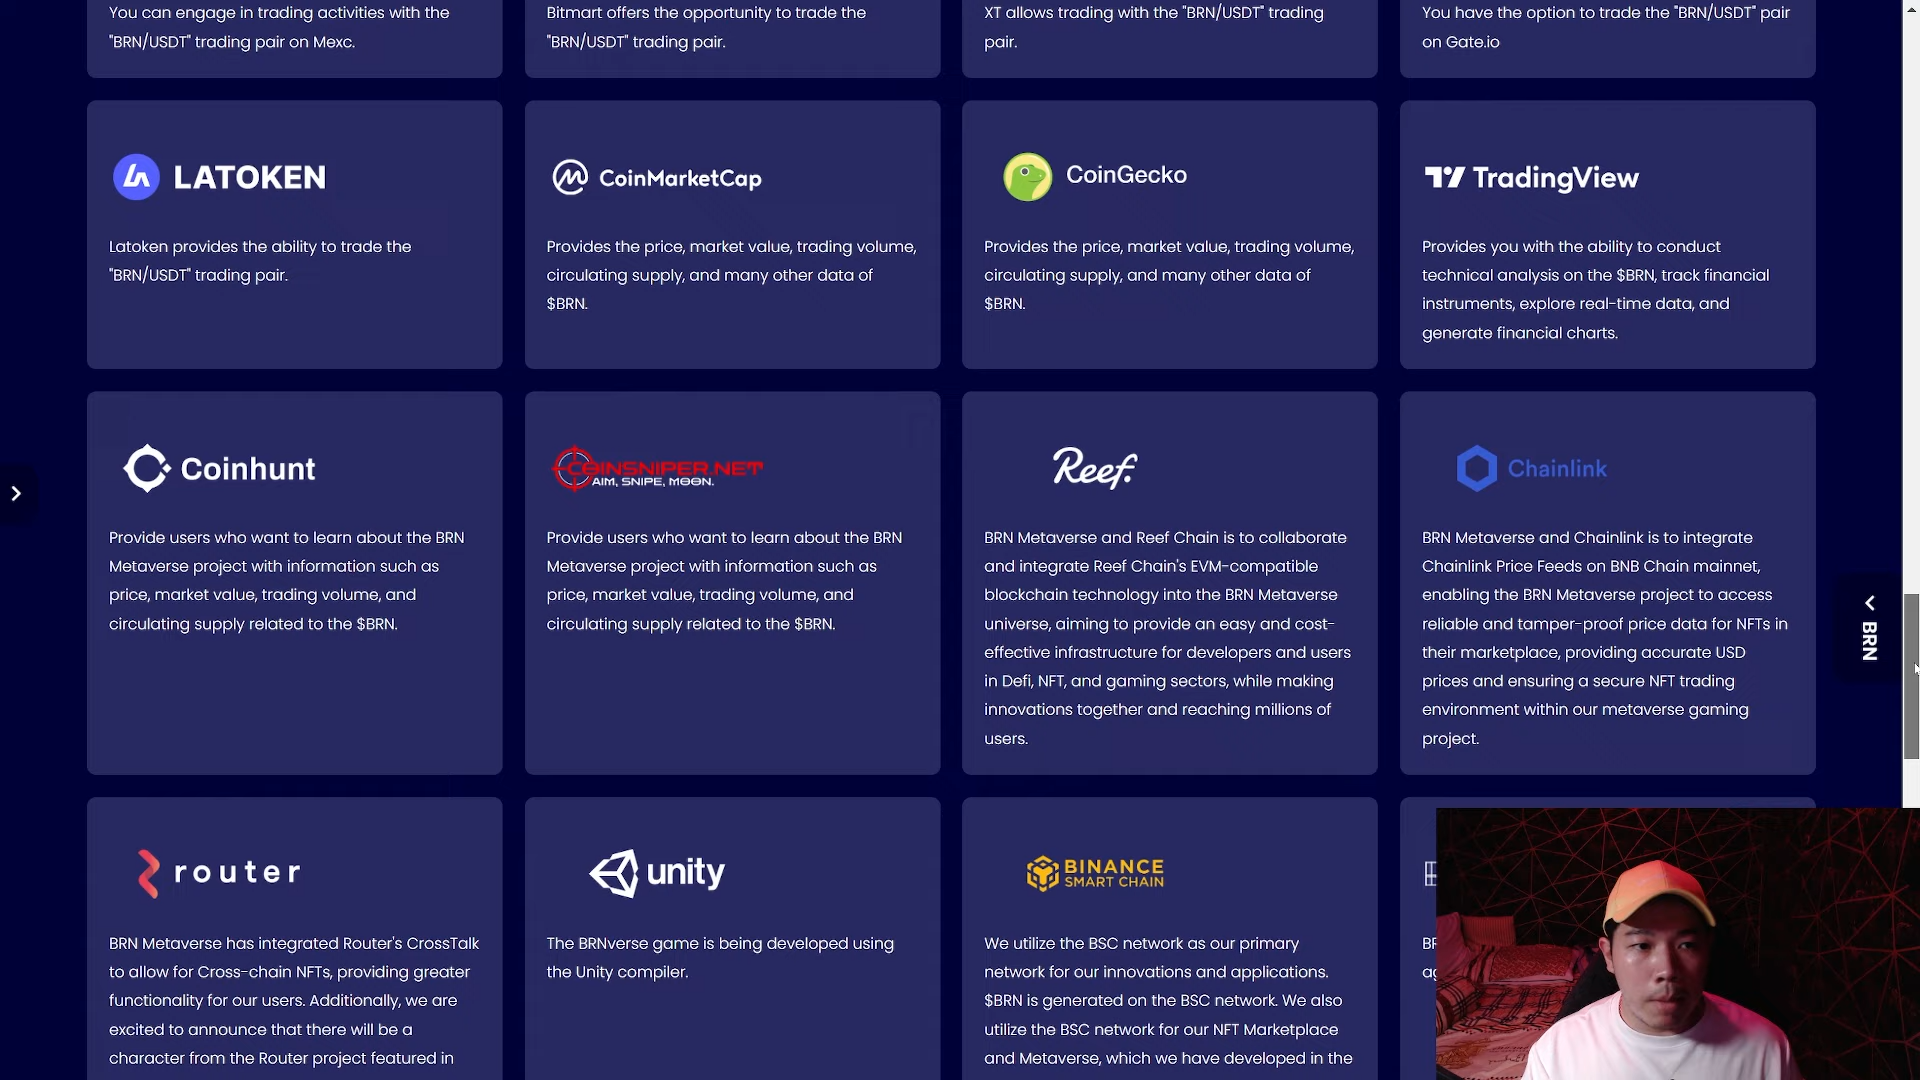 You can engage in trading activities with the
"BRN/USDT" trading pair on Mexc.
Bitmart offers the opportunity to trade the
"BRN/USDT" trading pair.
XT allows trading with the "BRN/USDT" trading
pair.
You have the option to trade the "BRN/USDT" pair
on Gate.io
LATOKEN
Latoken provides the ability to trade the
"BRN/USDT" trading pair.
CoinMarketCap
Provides the price, market value, trading volume,
circulating supply, and many other data of
$BRN.
CoinGecko
Provides the price, market value, trading volume,
circulating supply, and many other data of
$BRN.
TradingView
Provides you with the ability to conduct
technical analysis on the $BRN, track financial
instruments, explore real-time data, and
generate financial charts.
Coinhunt
Provide users who want to learn about the BRN
Metaverse project with information such as
price, market value, trading volume, and
circulating supply related to the $BRN.
COINSNIPER.NET
AIM, SNIPE, MOON.
Provide users who want to learn about the BRN
Metaverse project with information such as
price, market value, trading volume, and
circulating supply related to the $BRN.
Reef.
BRN Metaverse and Reef Chain is to collaborate
and integrate Reef Chain's EVM-compatible
blockchain technology into the BRN Metaverse
universe, aiming to provide an easy and cost-
effective infrastructure for developers and users
in Defi, NFT, and gaming sectors, while making
innovations together and reaching millions of
users.
Chainlink
BRN Metaverse and Chainlink is to integrate
Chainlink Price Feeds on BNB Chain mainnet,
enabling the BRN Metaverse project to access
reliable and tamper-proof price data for NFTs in
their marketplace, providing accurate USD
prices and ensuring a secure NFT trading
environment within our metaverse gaming
project.
BRN
router
BRN Metaverse has integrated Router's CrossTalk
to allow for Cross-chain NFTs, providing greater
functionality for our users. Additionally, we are
excited to announce that there will be a
character from the Router project featured in
unity
The BRNverse game is being developed using
the Unity compiler.
BINANCE
SMART CHAIN
We utilize the BSC network as our primary
network for our innovations and applications.
$BRN is generated on the BSC network. We also
utilize the BSC network for our NFT Marketplace
and Metaverse, which we have developed in the